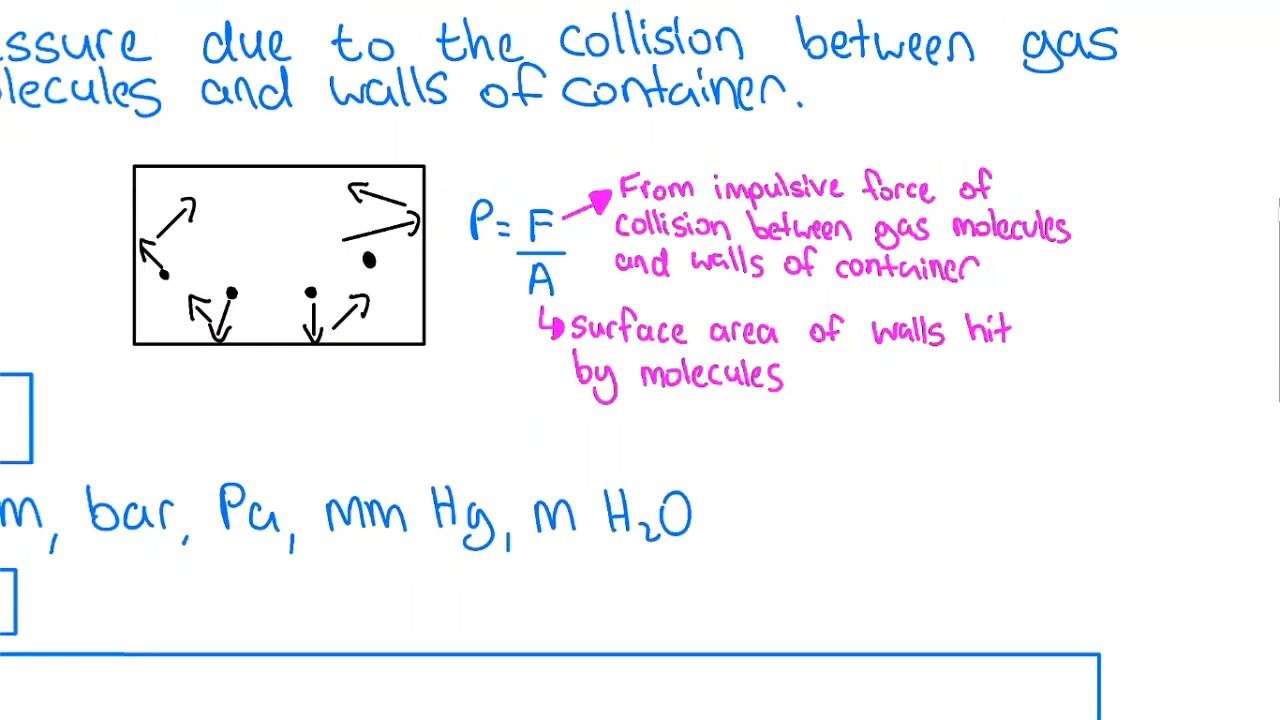 ssure due to the collision between gas
lecules and walls of container.
P = F
A
From impulsive force of
collision between gas molecules
and walls of container
surface area of walls hit
by molecules
m, bar, Pa, mm Hg, m H₂O